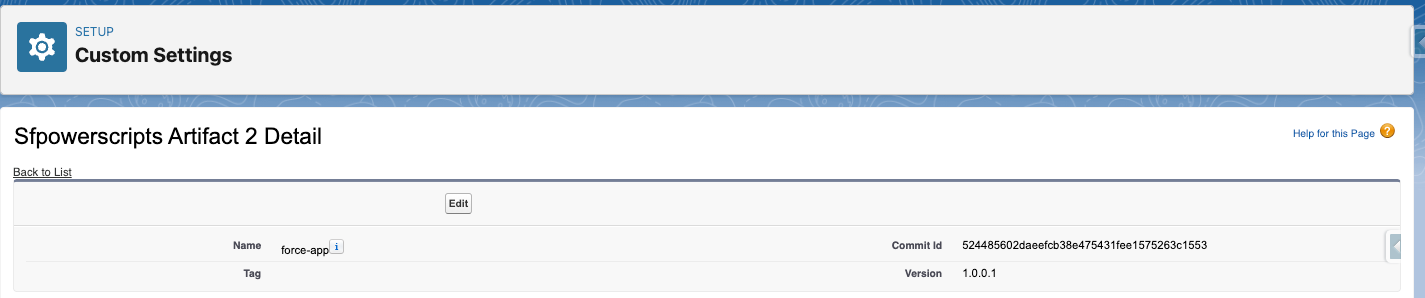 SETUP
Custom Settings
Sfpowerscripts Artifact 2 Detail
Help for this Page ?
Back to List
Edit
Name force-app i Commit Id 524485602daeefcb38e475431fee1575263c1553
Tag Version 1.0.0.1